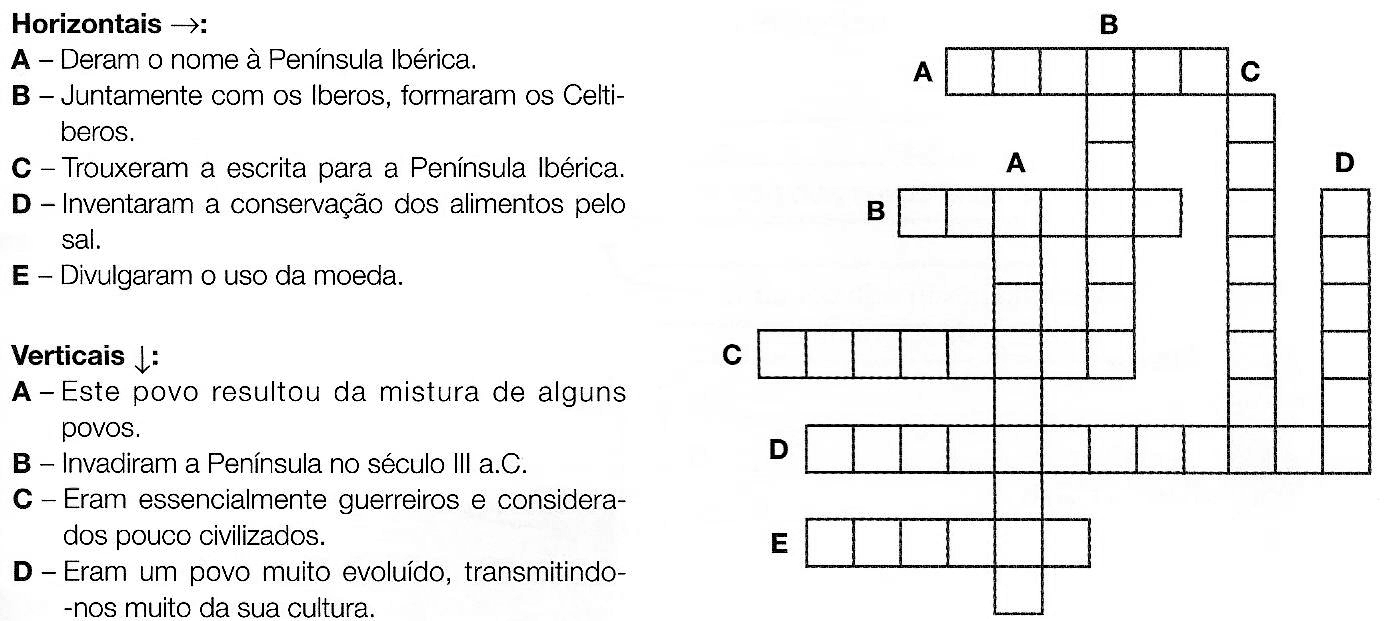 Horizontais →:
A – Deram o nome à Península Ibérica.
B – Juntamente com os Iberos, formaram os Celti-
beros.
C – Trouxeram a escrita para a Península Ibérica.
D – Inventaram a conservação dos alimentos pelo
sal.
E – Divulgaram o uso da moeda.
Verticais ↓:
A – Este povo resultou da mistura de alguns
povos.
B – Invadiram a Península no século III a.C.
C – Eram essencialmente guerreiros e considera-
dos pouco civilizados.
D – Eram um povo muito evoluído, transmitindo-
-nos muito da sua cultura.
B
A
C
A
D
B
C
D
E